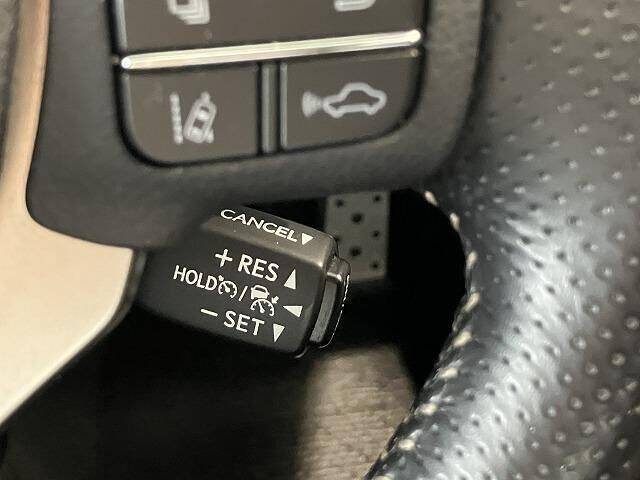 CANCEL
+ RES
HOLD /
- SET